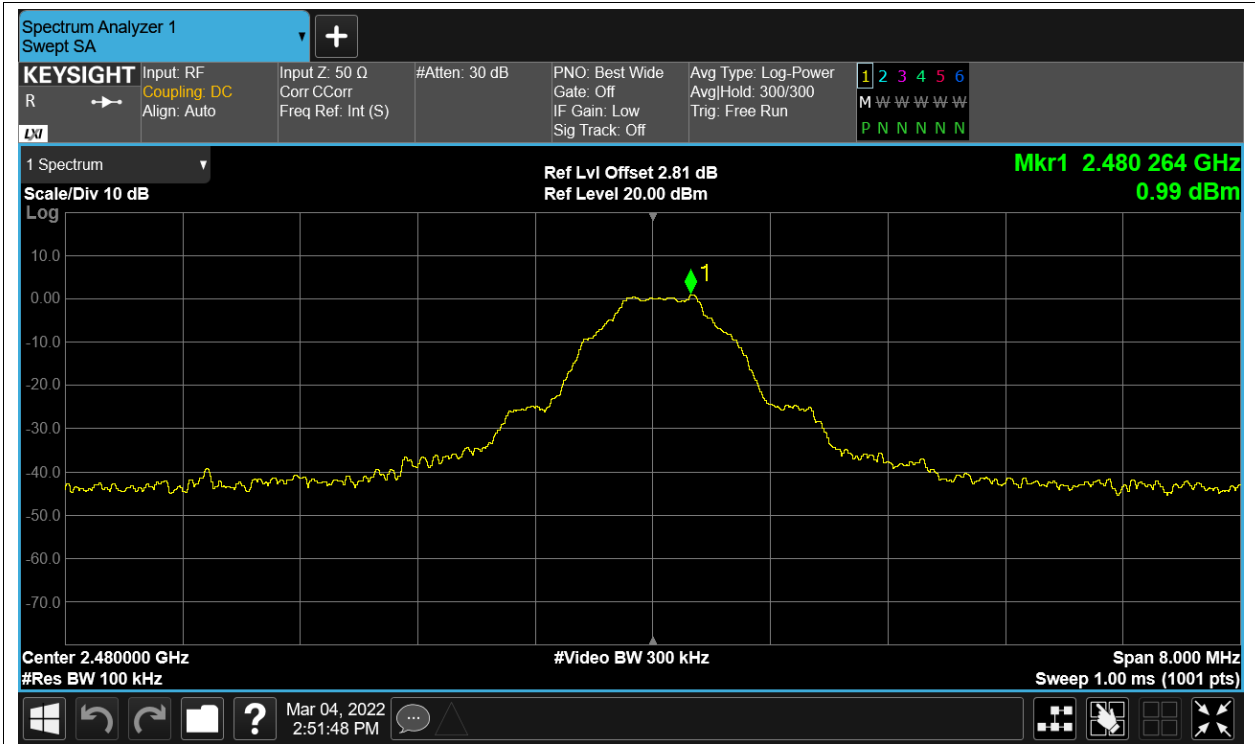 Spectrum Analyzer 1
Swept SA
KEYSIGHT
R
LXI
Input: RF
Coupling: DC
Align: Auto
Input Z: 50 Ω
Corr CCorr
Freq Ref: Int (S)
#Atten: 30 dB
PNO: Best Wide
Gate: Off
IF Gain: Low
Sig Track: Off
Avg Type: Log-Power
Avg|Hold: 300/300
Trig: Free Run
1 2 3 4 5 6
M W W W W W
P N N N N N
1 Spectrum
Scale/Div 10 dB
Log
Ref Lvl Offset 2.81 dB
Ref Level 20.00 dBm
Mkr1 2.480 264 GHz
0.99 dBm
1
10.0
0.00
-10.0
-20.0
-30.0
-40.0
-50.0
-60.0
-70.0
Center 2.480000 GHz
#Res BW 100 kHz
#Video BW 300 kHz
Span 8.000 MHz
Sweep 1.00 ms (1001 pts)
?
Mar 04, 2022
2:51:48 PM